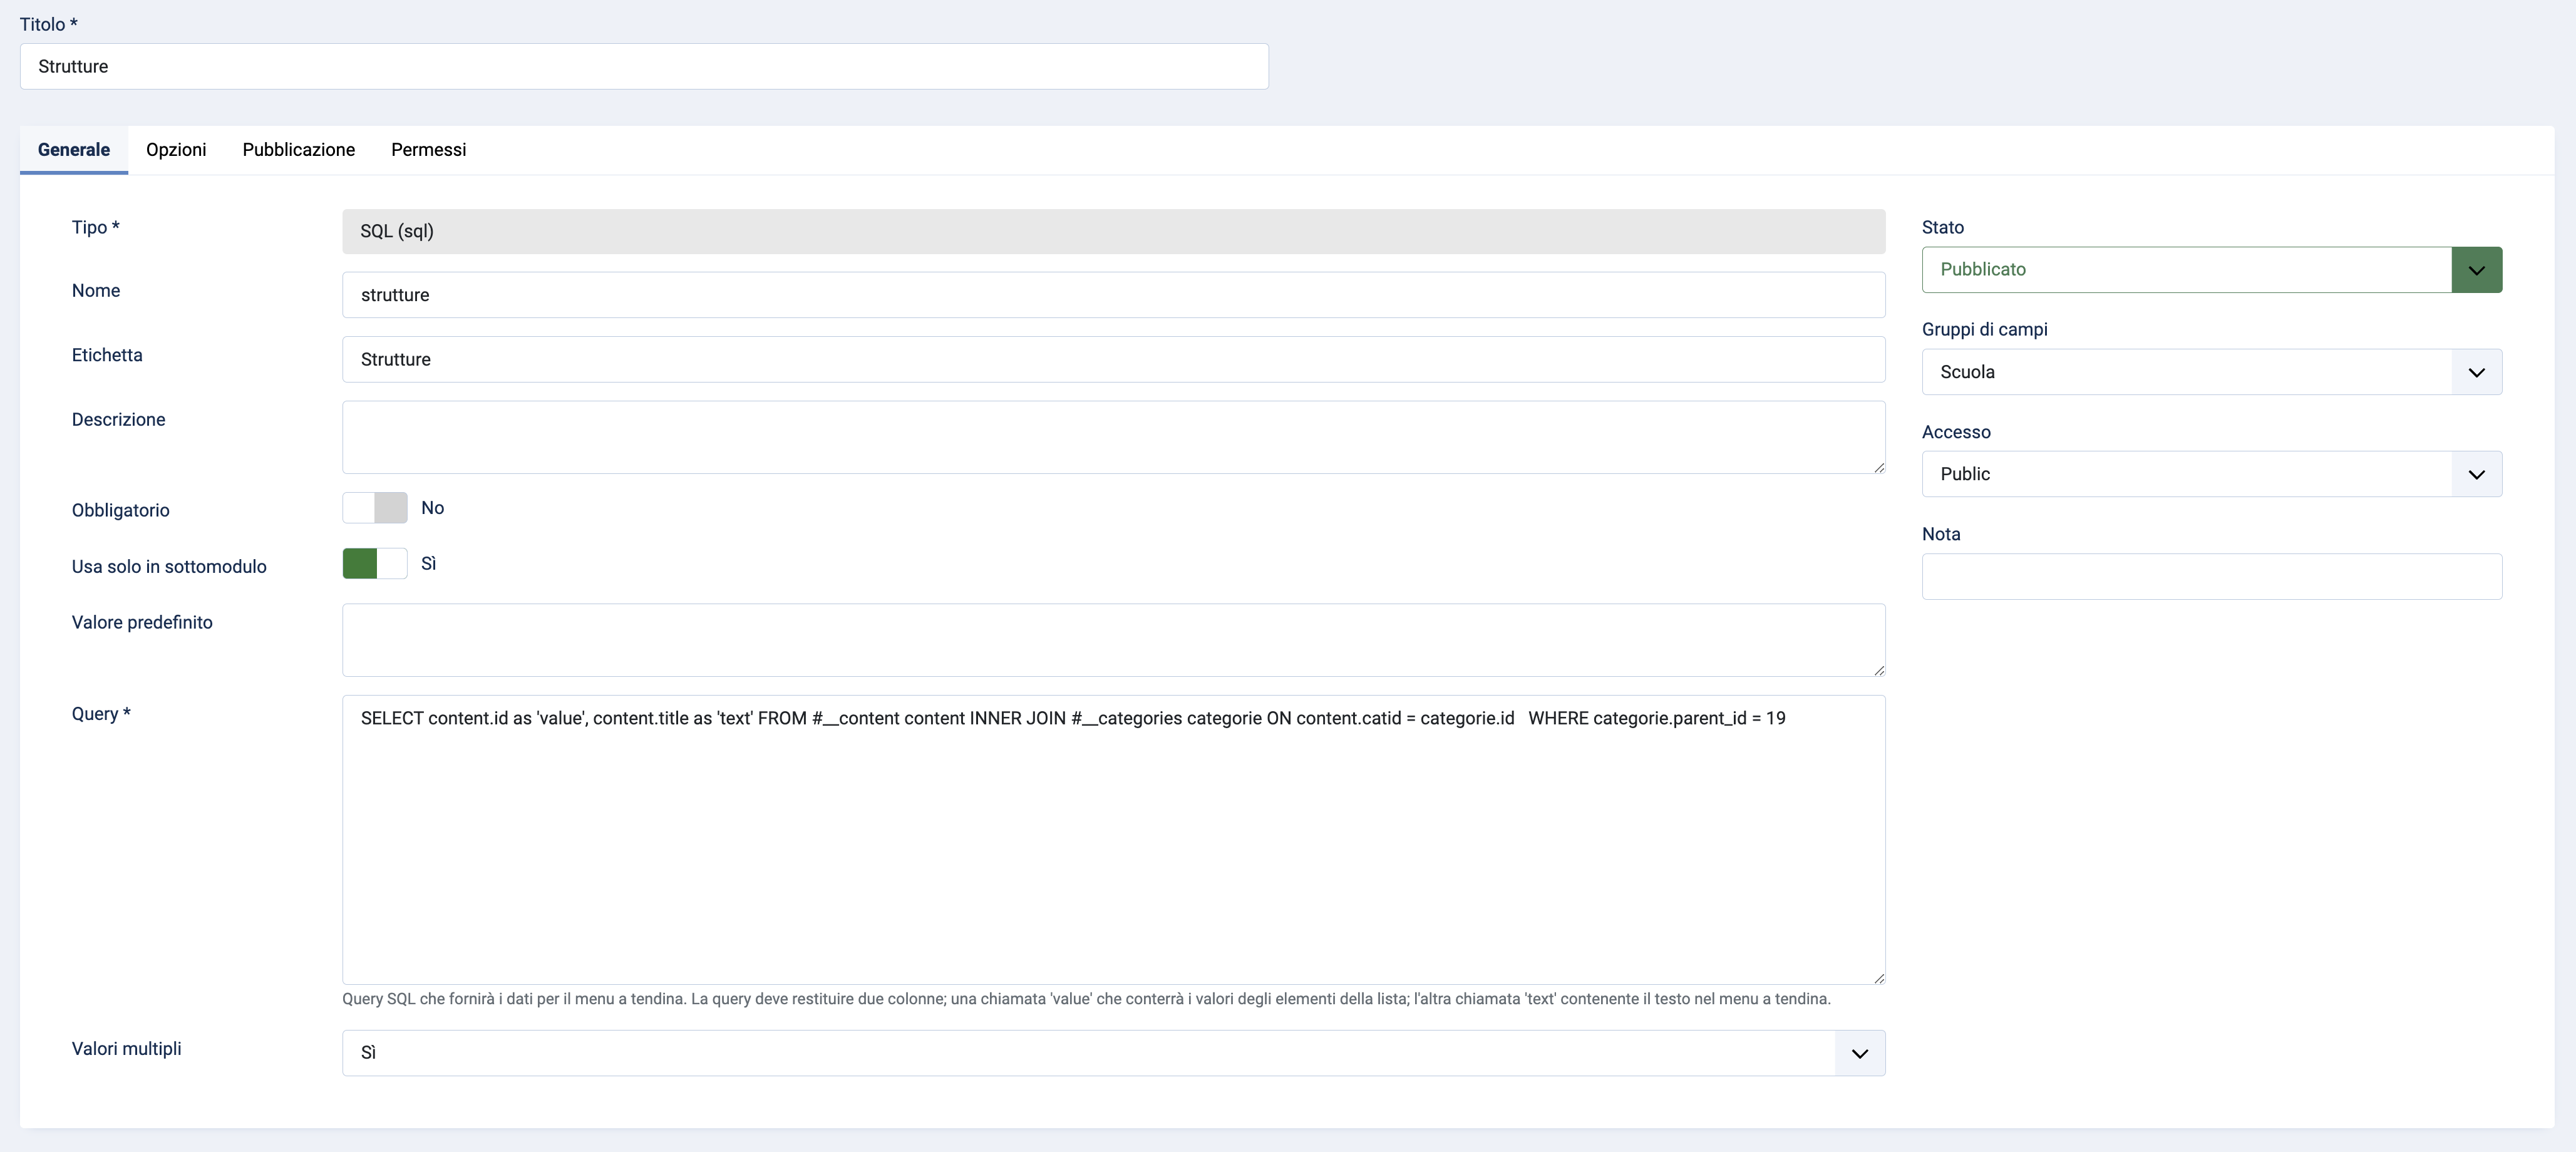 Titolo *
Strutture
Generale Opzioni Pubblicazione Permessi
Tipo * SQL (sql)
Nome strutture
Etichetta Strutture
Descrizione
Obbligatorio No
Usa solo in sottomodulo Sì
Valore predefinito
Query * SELECT content.id as 'value', content.title as 'text' FROM #__content content INNER JOIN #__categories categorie ON content.catid = categorie.id   WHERE categorie.parent_id = 19
Query SQL che fornirà i dati per il menu a tendina. La query deve restituire due colonne; una chiamata 'value' che conterrà i valori degli elementi della lista; l'altra chiamata 'text' contenente il testo nel menu a tendina.
Valori multipli Sì
Stato
Pubblicato
Gruppi di campi
Scuola
Accesso
Public
Nota